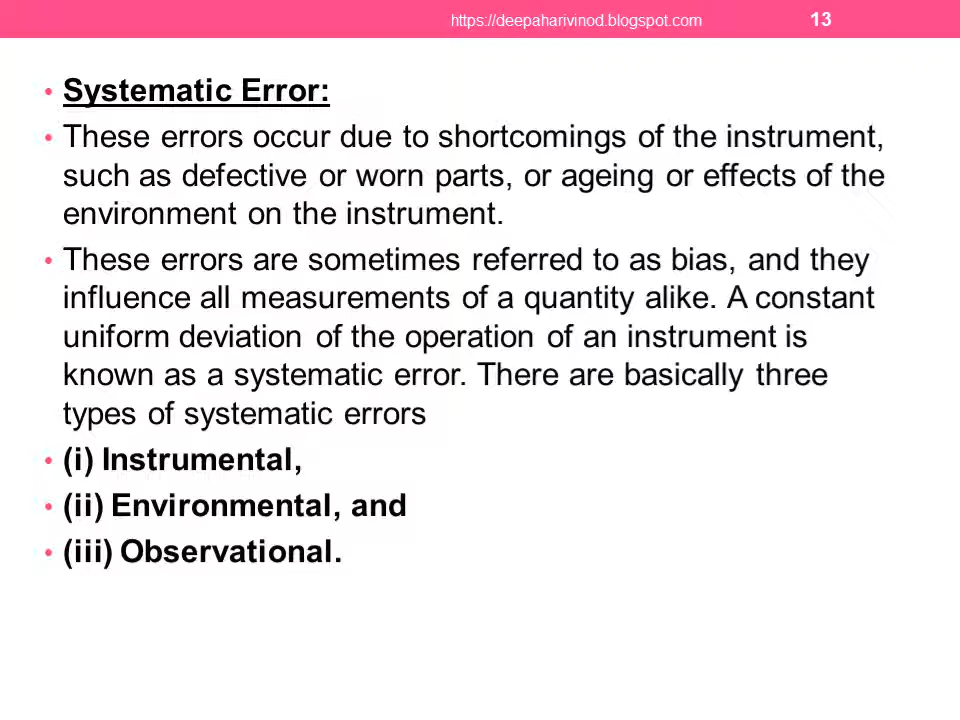 https://deepaharivinod.blogspot.com 13
• Systematic Error:
• These errors occur due to shortcomings of the instrument,
such as defective or worn parts, or ageing or effects of the
environment on the instrument.
• These errors are sometimes referred to as bias, and they
influence all measurements of a quantity alike. A constant
uniform deviation of the operation of an instrument is
known as a systematic error. There are basically three
types of systematic errors
• (i) Instrumental,
• (ii) Environmental, and
• (iii) Observational.